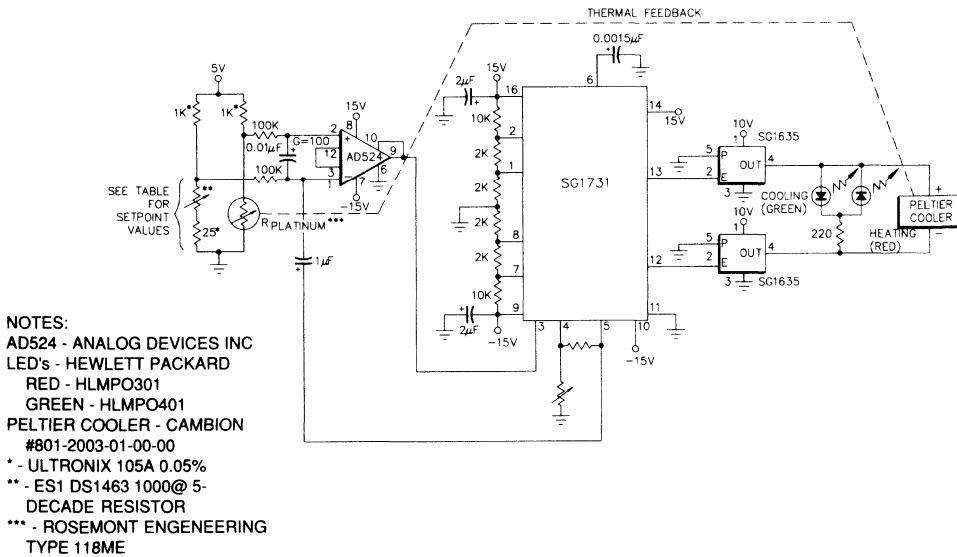 THERMAL FEEDBACK
0.0015µF
5V
2µF
15V
6
16
14
15V
1K*
1K*
15V
10K
100K
2
8
10
9
0.01µF
G=100
12
AD524
3
6
100K
1
7
-15V
2
2K
1
2K
SG1731
13
10V
SG1635
1
5
P
OUT
4
2
E
3
COOLING
(GREEN)
PELTIER
COOLER
SEE TABLE
FOR
SETPOINT
VALUES
**
25*
R PLATINUM ***
2K
8
2K
7
10K
9
2µF
-15V
10V
1
5
P
OUT
4
12
2
E
3
SG1635
220
HEATING
(RED)
1µF
3
4
5
10
11
-15V
NOTES:
AD524 - ANALOG DEVICES INC
LED's - HEWLETT PACKARD
RED - HLMPO301
GREEN - HLMPO401
PELTIER COOLER - CAMBION
#801-2003-01-00-00
* - ULTRONIX 105A 0.05%
** - ES1 DS1463 1000@ 5-
DECADE RESISTOR
*** - ROSEMONT ENGENEERING
TYPE 118ME